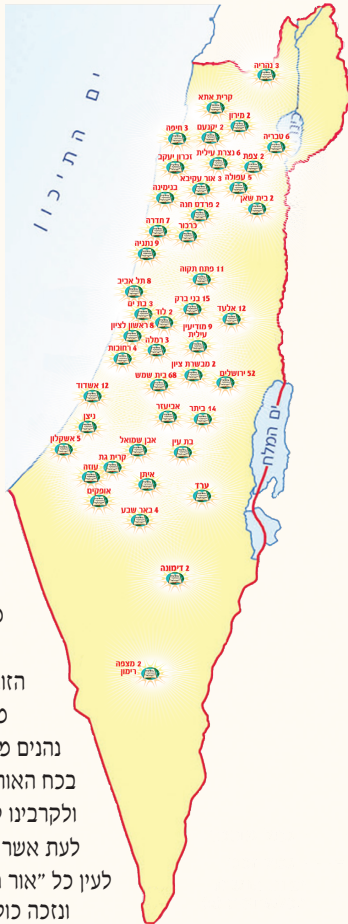 ים התיכון
3 נהריה
קרית אתא
2 מירון
3 חיפה
2 יקנעם
6 טבריה
כינרת
זכרון יעקב
6 נצרת עילית
2 צפת
3 אור עקיבא
5 עפולה
בנימינה
2 פרדס חנה
2 בית שאן
7 חדרה
כרכור
9 נתניה
11 פתח תקוה
8 תל אביב
15 בני ברק
3 בת ים
2 לוד
12 אלעד
8 ראשון לציון
9 מודיעין
עילית
3 רמלה
4 רחובות
2 מבשרת ציון
68 בית שמש
52 ירושלים
12 אשדוד
ים המלח
אביעזר
14 ביתר
ניצן
5 אשקלון
אבן שמואל
בת עין
קרית גת
עוזה
איתן
ערד
אופקים
4 באר שבע
2 דימונה
2 מצפה
רימון
הזו
נהנים
בכח האור
ולקרבינו
לעת אשר
לעין כל "אור
ונזכה